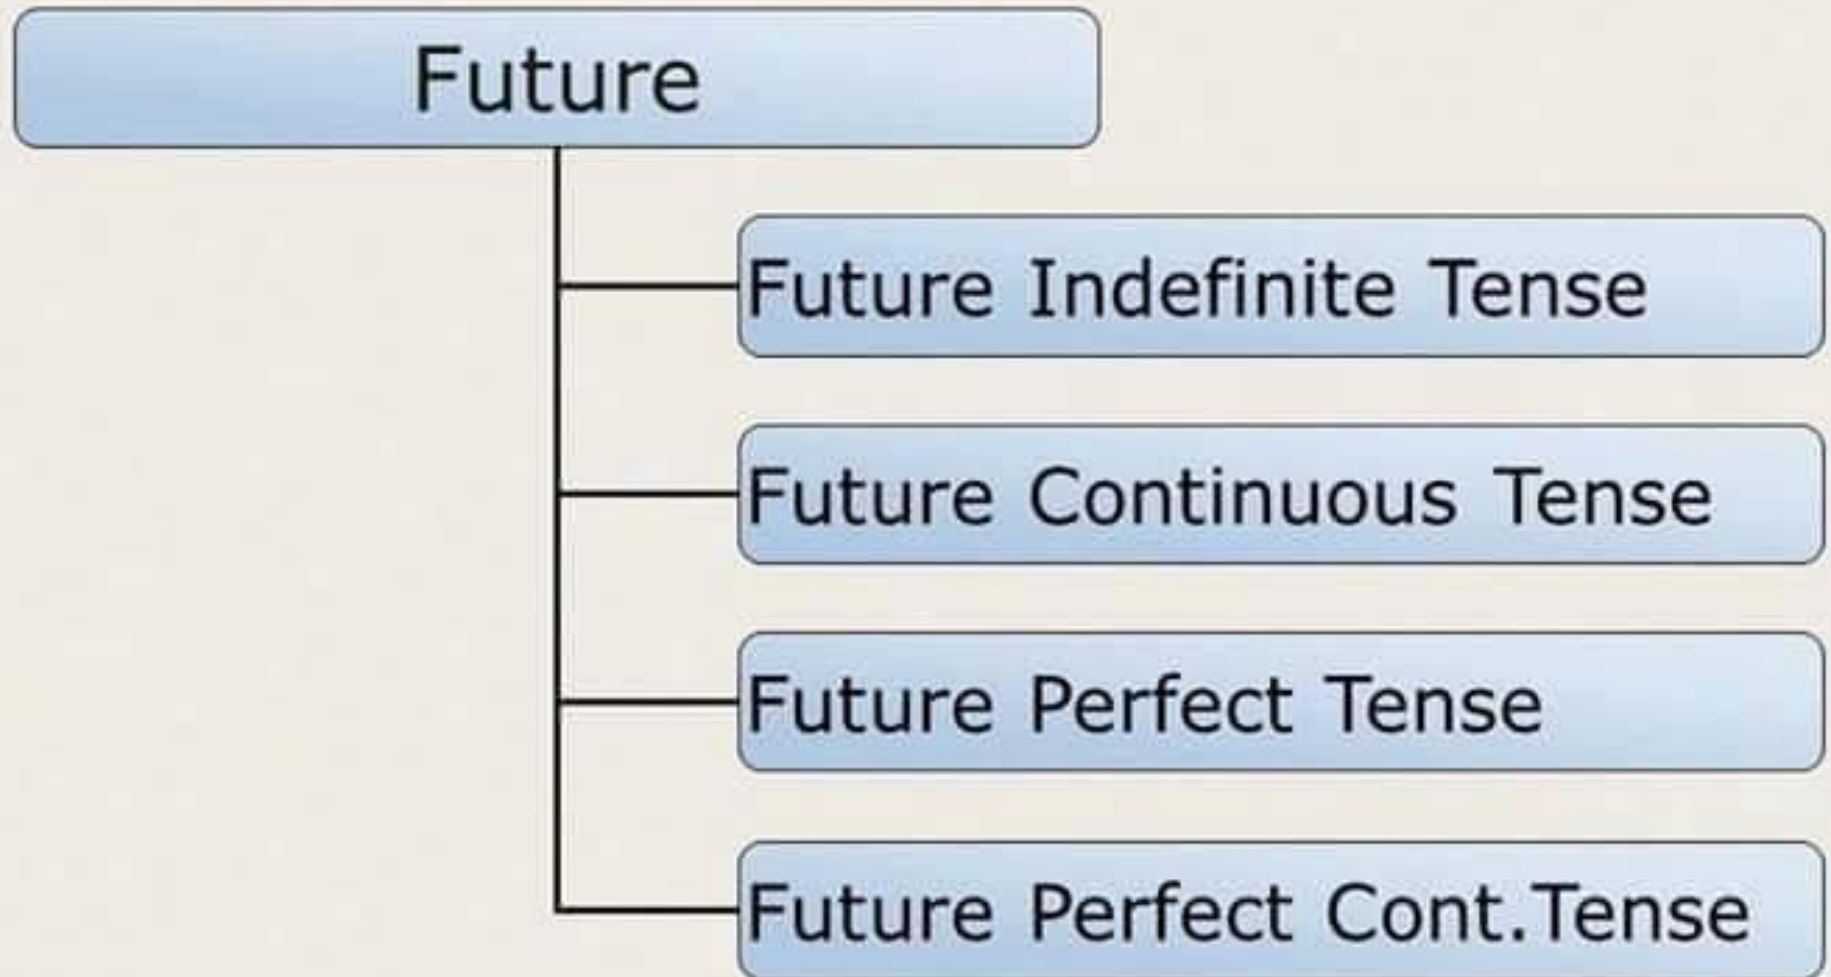 Future
Future Indefinite Tense
Future Continuous Tense
Future Perfect Tense
Future Perfect Cont.Tense